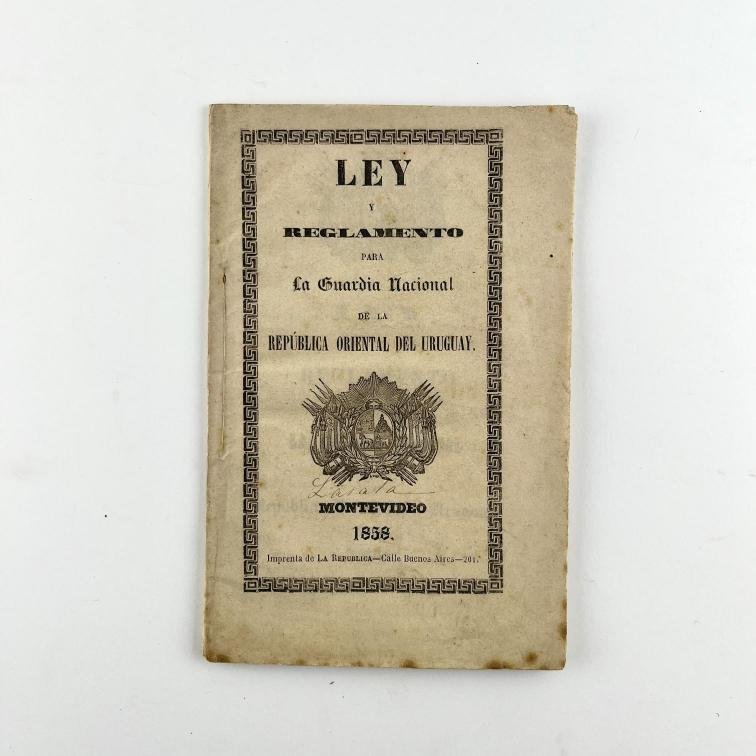 LEY
Y
REGLAMENTO
PARA
La Guardia Nacional
DE LA
REPÚBLICA ORIENTAL DEL URUGUAY.
MONTEVIDEO
1858.
Imprenta de LA REPUBLICA—Calle Buenos Aires—201.